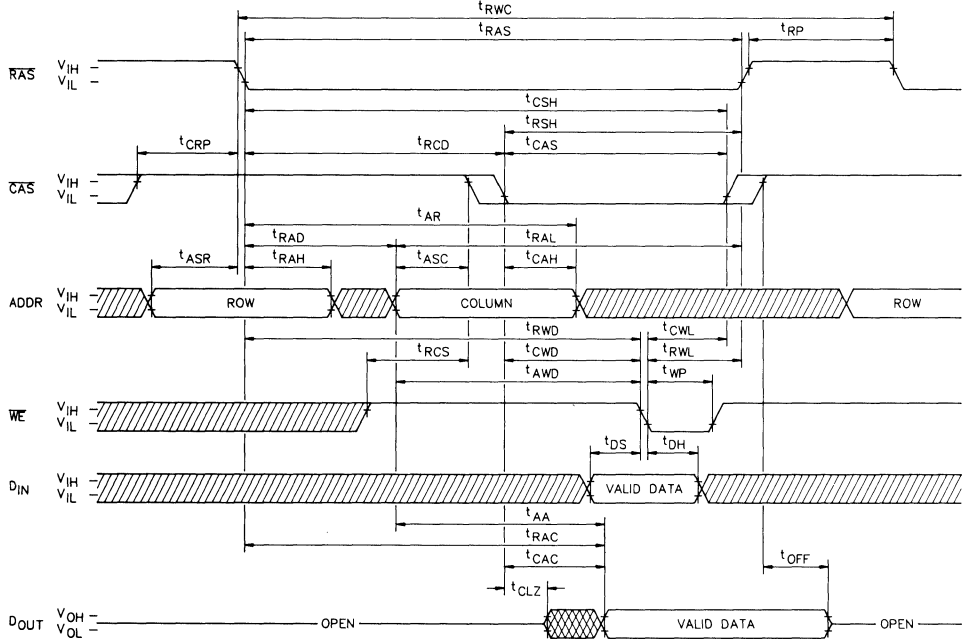 tRWC
tRAS
tRP
RAS
VIH
VIL
tCSH
tRSH
tCRP
tRCD
tCAS
CAS
VIH
VIL
tAR
tRAD
tRAL
tASR
tRAH
tASC
tCAH
ADDR
VIH
VIL
ROW
COLUMN
ROW
tRWD
tCWL
tRCS
tCWD
tRWL
tAWD
tWP
WE
VIH
VIL
tDS
tDH
DIN
VIH
VIL
VALID DATA
tAA
tRAC
tCAC
tOFF
tCLZ
DOUT
VOH
VOL
OPEN
VALID DATA
OPEN